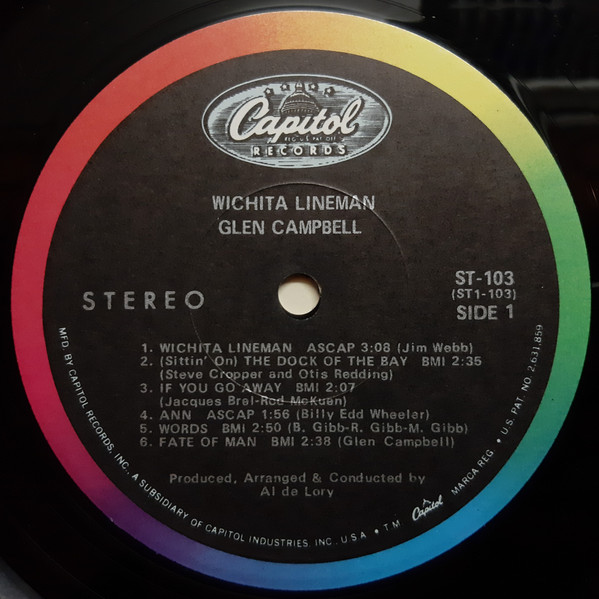 Capitol
REG. U.S. PAT. OFF.
RECORDS
WICHITA LINEMAN
GLEN CAMPBELL
STEREO
ST-103
(ST1-103)
SIDE 1
1. WICHITA LINEMAN ASCAP 3:08 (Jim Webb)
2. (Sittin' On) THE DOCK OF THE BAY BMI 2:35
(Steve Cropper and Otis Redding)
3. IF YOU GO AWAY BMI 2:07
(Jacques Brel-Rod McKuen)
4. ANN ASCAP 1:56 (Billy Edd Wheeler)
5. WORDS BMI 2:50 (B. Gibb-R. Gibb-M. Gibb)
6. FATE OF MAN BMI 2:38 (Glen Campbell)
Produced, Arranged & Conducted by
Al de Lory
MFD. BY CAPITOL RECORDS, INC., A SUBSIDIARY OF CAPITOL INDUSTRIES, INC., U.S.A. • T.M. Capitol MARCA REG. • U.S. PAT. NO. 2,631,859